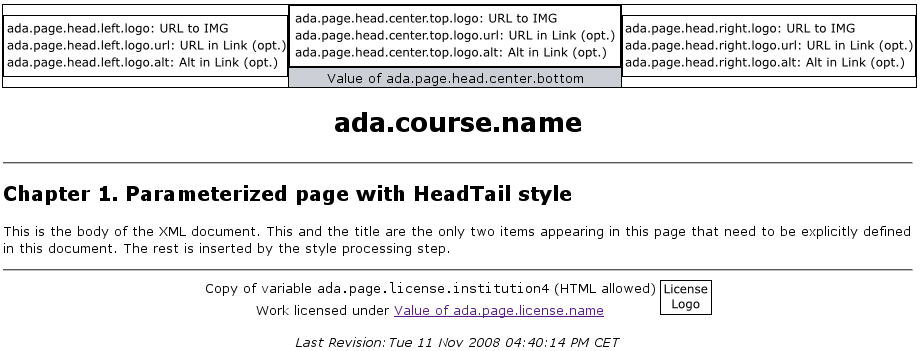 ada.page.head.left.logo: URL to IMG
ada.page.head.left.logo.url: URL in Link (opt.)
ada.page.head.left.logo.alt: Alt in Link (opt.)
ada.page.head.center.top.logo: URL to IMG
ada.page.head.center.top.logo.url: URL in Link (opt.)
ada.page.head.center.top.logo.alt: Alt in Link (opt.)
Value of ada.page.head.center.bottom
ada.page.head.right.logo: URL to IMG
ada.page.head.right.logo.url: URL in Link (opt.)
ada.page.head.right.logo.alt: Alt in Link (opt.)
ada.course.name
Chapter 1. Parameterized page with HeadTail style
This is the body of the XML document. This and the title are the only two items appearing in this page that need to be explicitly defined
in this document. The rest is inserted by the style processing step.
Copy of variable ada.page.license.institution4 (HTML allowed)
Work licensed under Value of ada.page.license.name
License
Logo
Last Revision: Tue 11 Nov 2008 04:40:14 PM CET